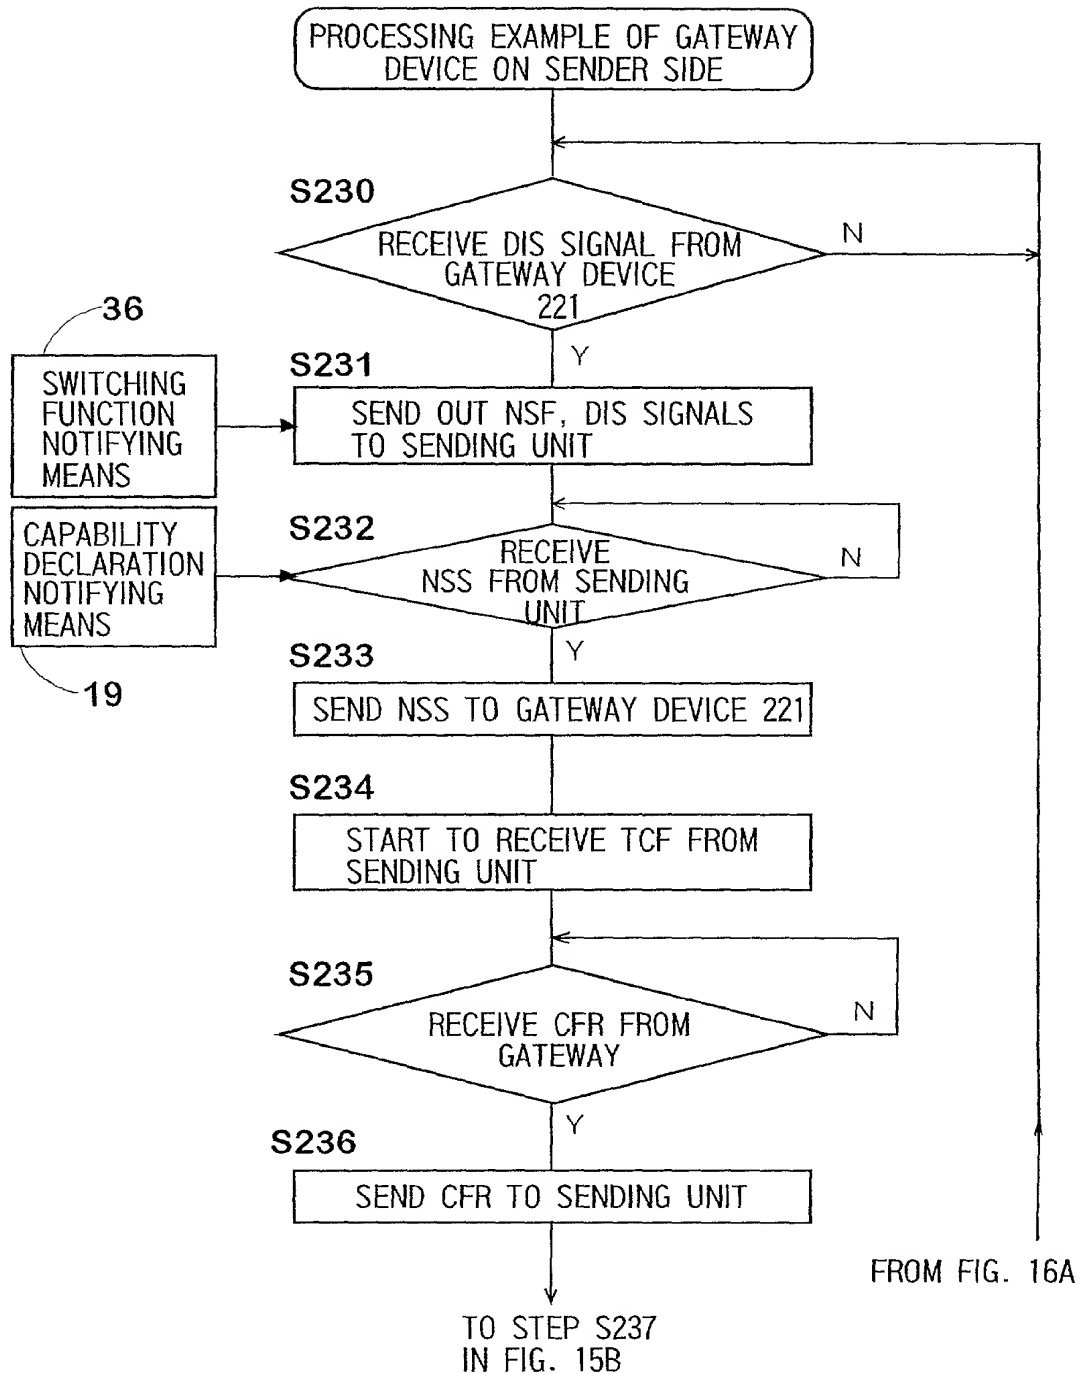 PROCESSING EXAMPLE OF GATEWAY
DEVICE ON SENDER SIDE
S230
RECEIVE DIS SIGNAL FROM
GATEWAY DEVICE
221
N
Y
36
SWITCHING
FUNCTION
NOTIFYING
MEANS
S231
SEND OUT NSF, DIS SIGNALS
TO SENDING UNIT
CAPABILITY
DECLARATION
NOTIFYING
MEANS
19
S232
RECEIVE
NSS FROM SENDING
UNIT
N
Y
S233
SEND NSS TO GATEWAY DEVICE 221
S234
START TO RECEIVE TCF FROM
SENDING UNIT
S235
RECEIVE CFR FROM
GATEWAY
N
Y
S236
SEND CFR TO SENDING UNIT
FROM FIG. 16A
TO STEP S237
IN FIG. 15B